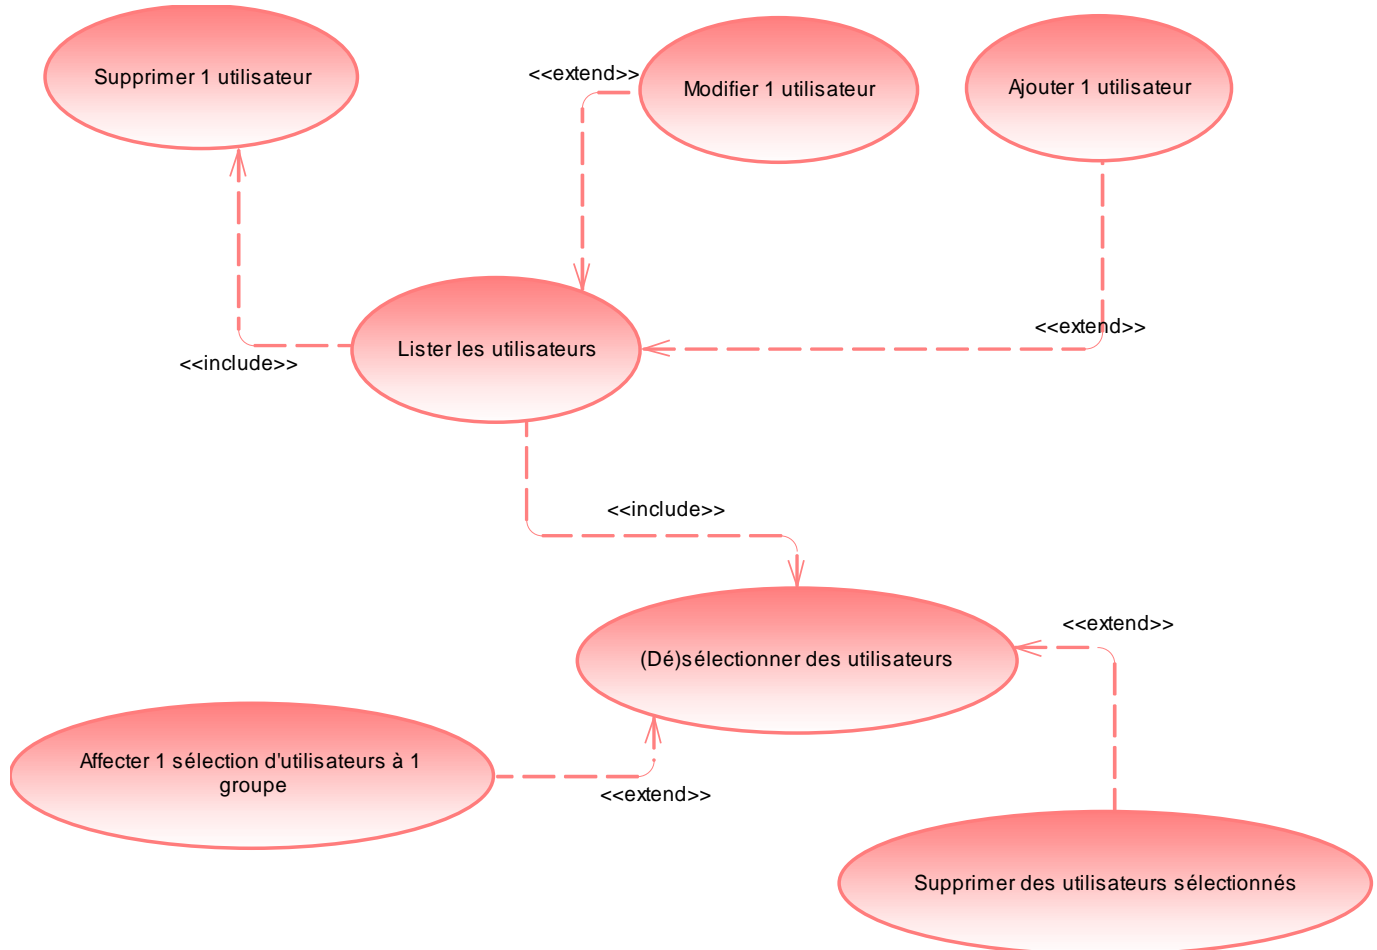 Supprimer 1 utilisateur
<<extend>>
Modifier 1 utilisateur
Ajouter 1 utilisateur
<<extend>>
Lister les utilisateurs
<<include>>
<<include>>
<<extend>>
(Dé)sélectionner des utilisateurs
Affecter 1 sélection d'utilisateurs à 1
groupe
<<extend>>
Supprimer des utilisateurs sélectionnés